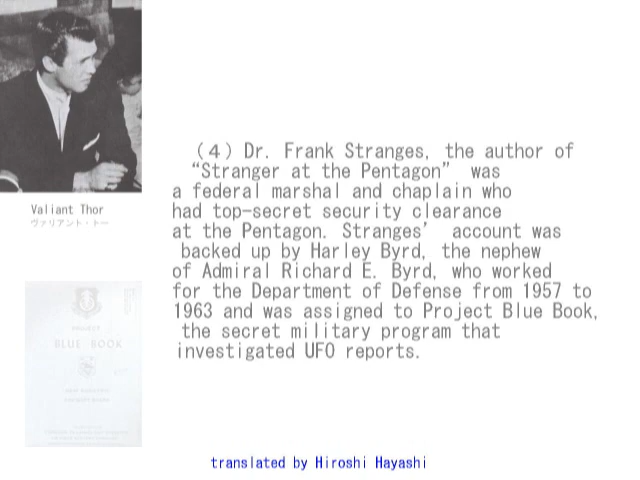 (4) Dr. Frank Stranges, the author of
“Stranger at the Pentagon” was
a federal marshal and chaplain who
had top-secret security clearance
at the Pentagon. Stranges’ account was
backed up by Harley Byrd, the nephew
of Admiral Richard E. Byrd, who worked
for the Department of Defense from 1957 to
1963 and was assigned to Project Blue Book,
the secret military program that
investigated UFO reports.
Valiant Thor
ヴァリアント・トー
PROJECT
BLUE BOOK
translated by Hiroshi Hayashi